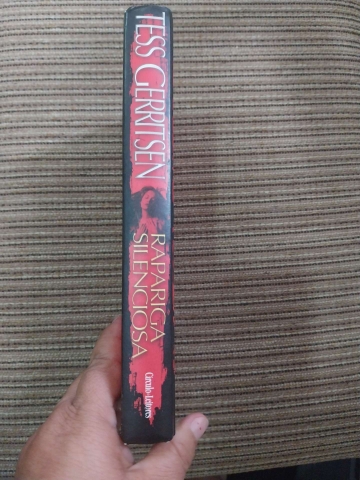 TESS GERRITSEN
RAPARIGA
SILENCIOSA
Círculo-Leitores